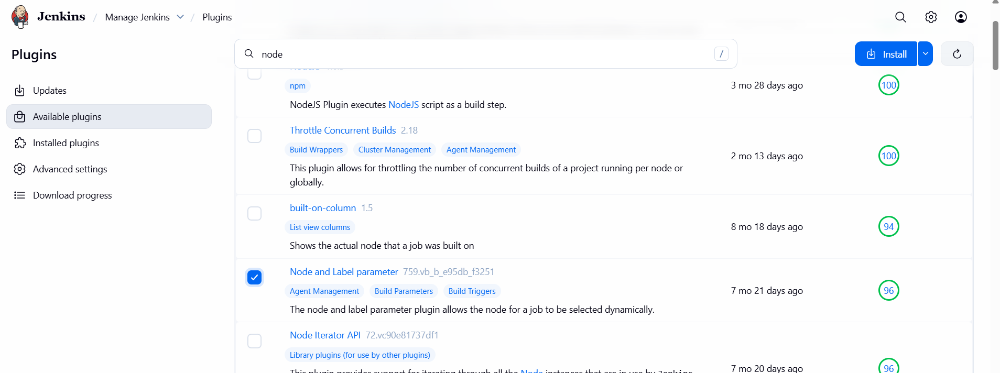 Jenkins / Manage Jenkins / Plugins
Plugins
node /
Install
Updates
Available plugins
Installed plugins
Advanced settings
Download progress
npm
NodeJS Plugin executes NodeJS script as a build step.
3 mo 28 days ago
100
Throttle Concurrent Builds 2.18
Build Wrappers Cluster Management Agent Management
This plugin allows for throttling the number of concurrent builds of a project running per node or
globally.
2 mo 13 days ago
100
built-on-column 1.5
List view columns
Shows the actual node that a job was built on
8 mo 18 days ago
94
Node and Label parameter 759.vb_b_e95db_f3251
Agent Management Build Parameters Build Triggers
The node and label parameter plugin allows the node for a job to be selected dynamically.
7 mo 21 days ago
96
Node Iterator API 72.vc90e81737df1
Library plugins (for use by other plugins)
This plugin provides support for iterating through all the Node instances that are in use by Jenkins
7 mo 20 days ago
96